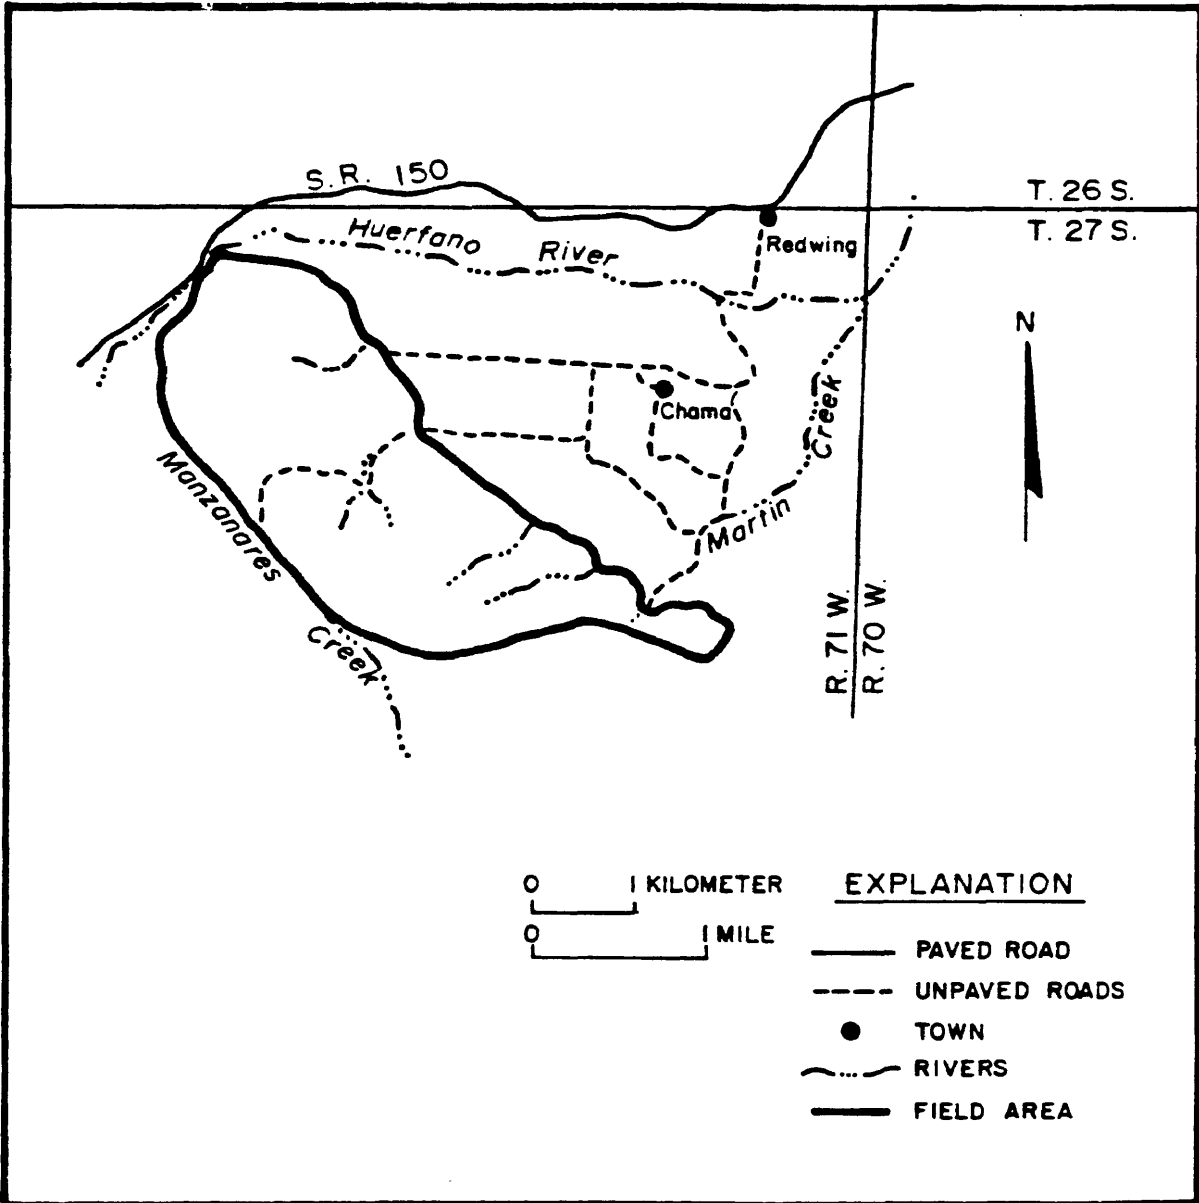 S.R. 150
T. 26 S.
T. 27 S.
Huerfano River
Redwing
N
Chama
Creek
Martin
Manzanares
Creek
R. 71 W.
R. 70 W.
0 1 KILOMETER
0 1 MILE
EXPLANATION
PAVED ROAD
UNPAVED ROADS
TOWN
RIVERS
FIELD AREA